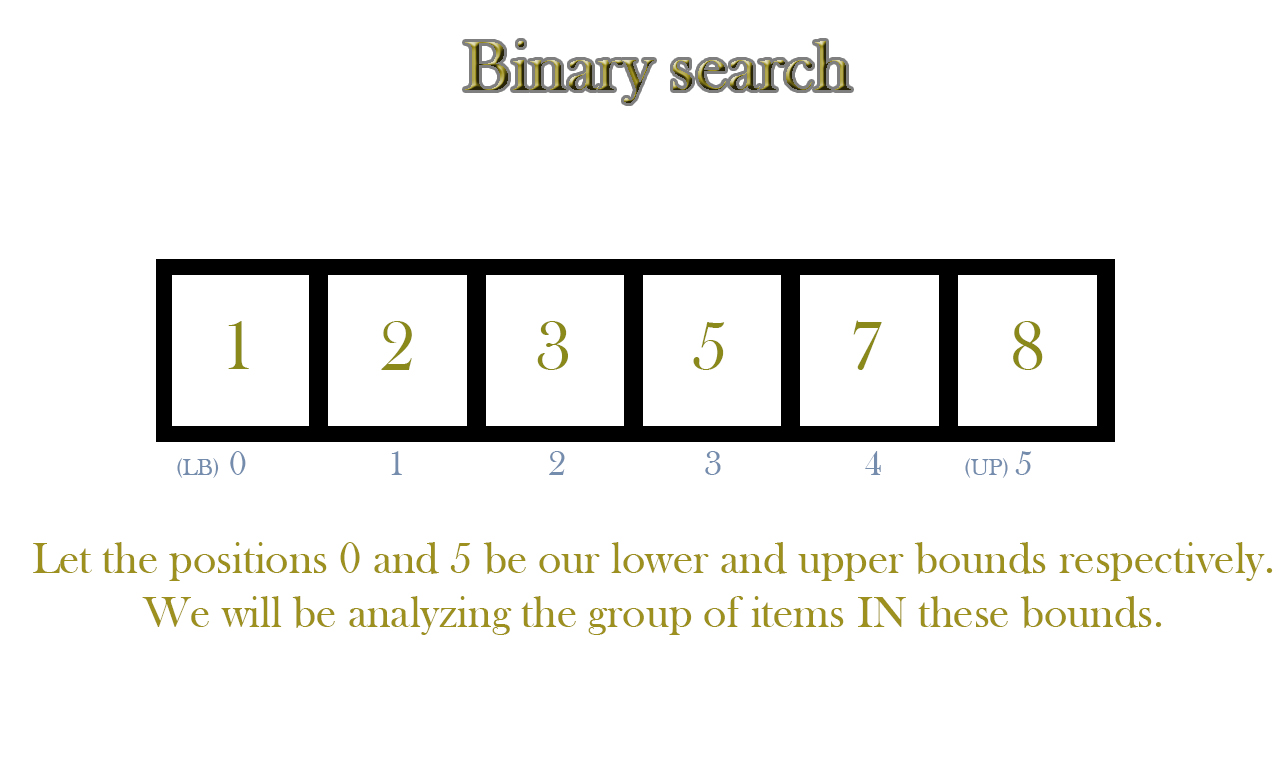 Binary search
1 2 3 5 7 8
(LB) 0 1 2 3 4 (UP) 5
Let the positions 0 and 5 be our lower and upper bounds respectively.
We will be analyzing the group of items IN these bounds.